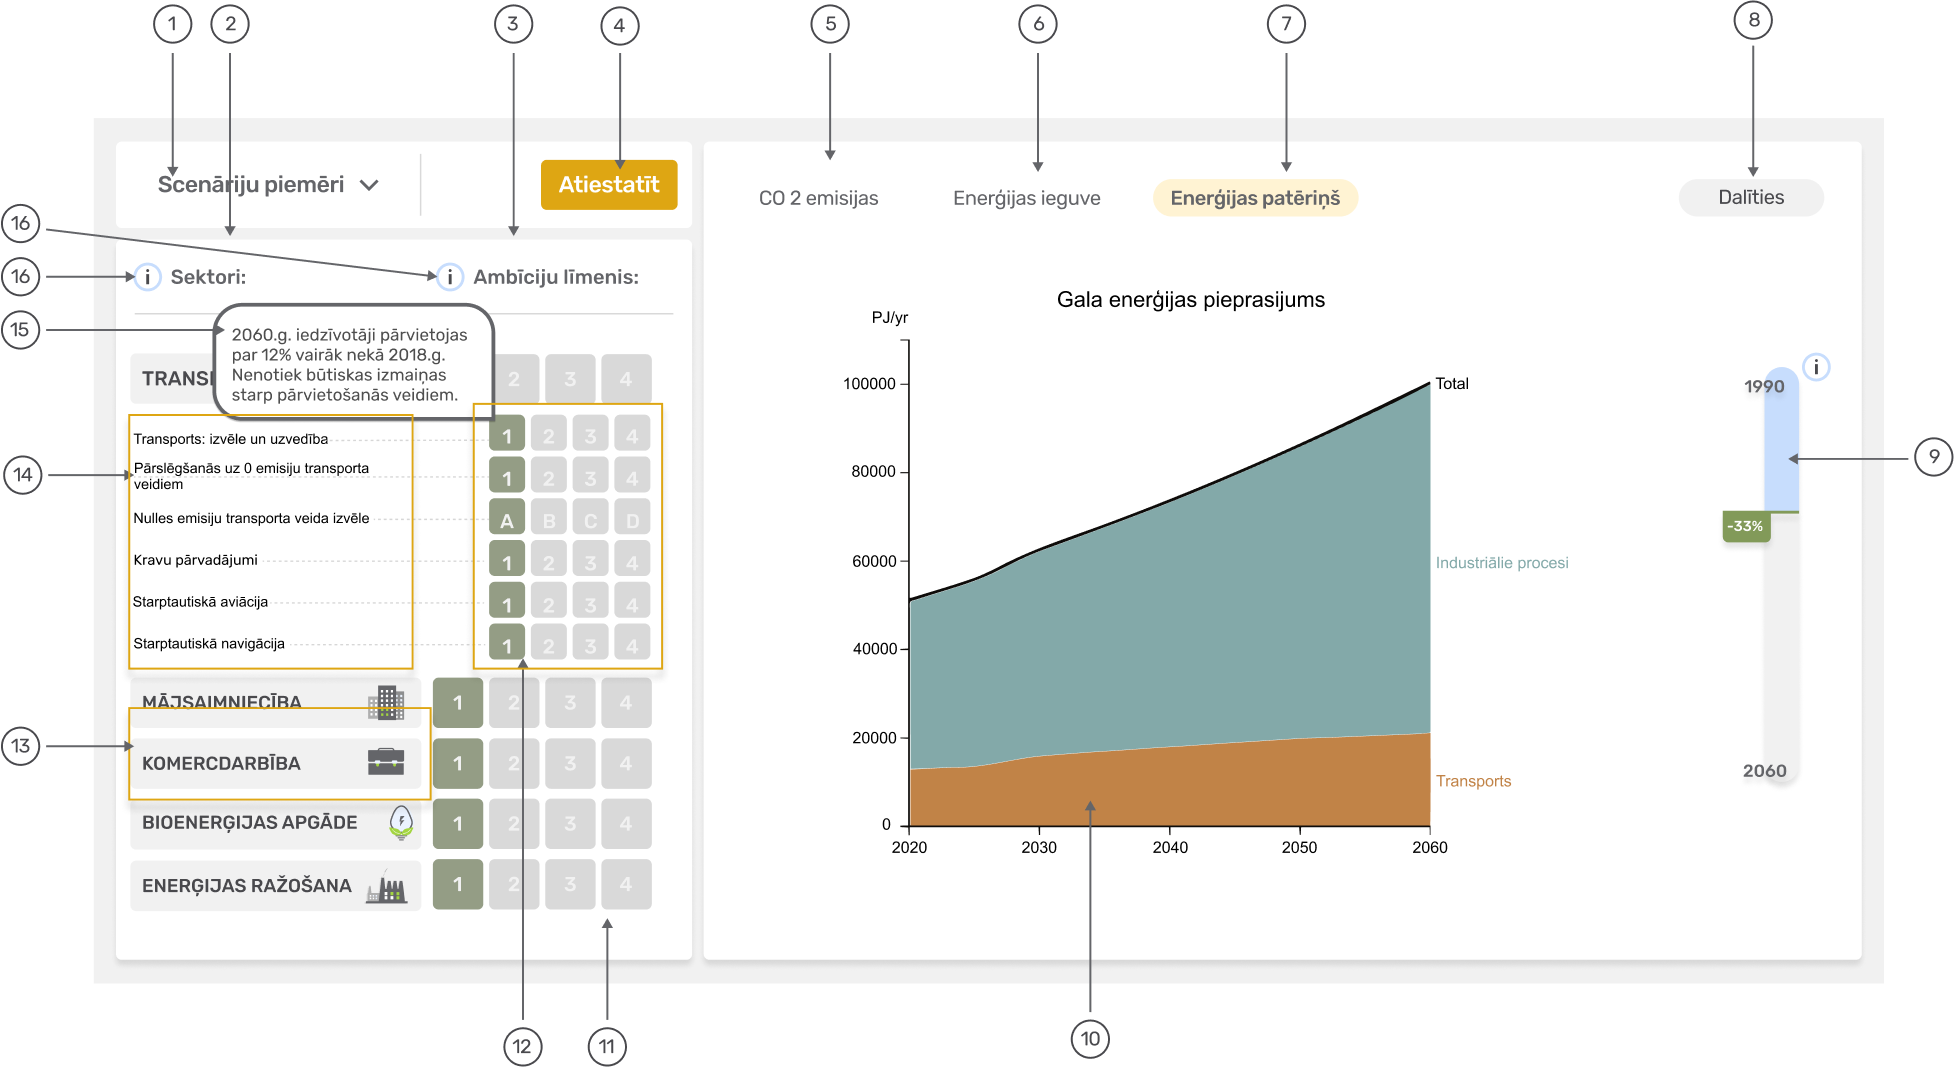 1
2
3
4
5
6
7
8
Scenāriju piemēri
Atiestatīt
CO 2 emisijas
Enerģijas ieguve
Enerģijas patēriņš
Dalīties
16
16
i Sektori:
i Ambīciju līmenis:
15
2060.g. iedzīvotāji pārvietojas
par 12% vairāk nekā 2018.g.
Nenotiek būtiskas izmaiņas
starp pārvietošanās veidiem.
TRANS
2 3 4
14
Transports: izvēle un uzvedība
1 2 3 4
Pārslēgšanās uz 0 emisiju transporta
veidiem
1 2 3 4
Nulles emisiju transporta veida izvēle
A B C D
Kravu pārvadājumi
1 2 3 4
Starptautiskā aviācija
1 2 3 4
Starptautiskā navigācija
1 2 3 4
MĀJSAIMNIECĪBA
1 2 3 4
13
KOMERCDARBĪBA
1 2 3 4
BIOENERĢIJAS APGĀDE
1 2 3 4
ENERĢIJAS RAŽOŠANA
1 2 3 4
12
11
Gala enerģijas pieprasijums
PJ/yr
100000
80000
60000
40000
20000
0
2020 2030 2040 2050 2060
Total
Industriālie procesi
Transports
10
i
1990
9
-33%
2060